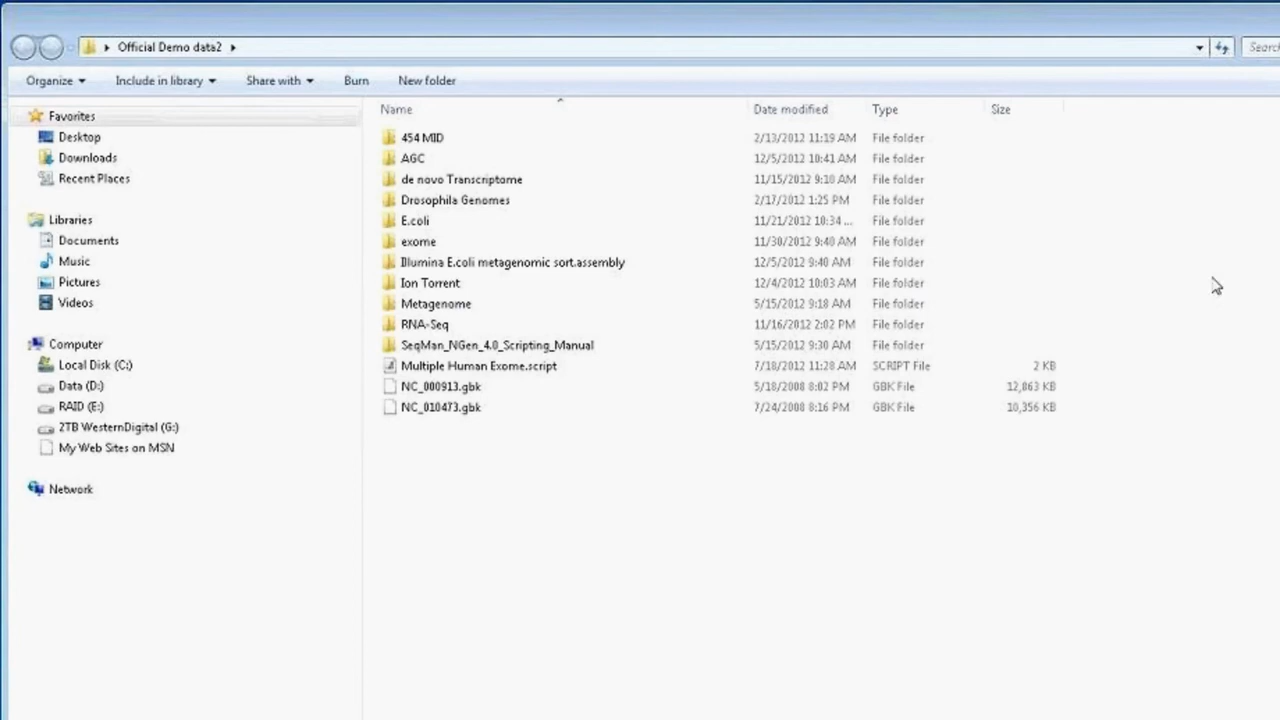 Official Demo data2
Search
Organize Include in library Share with Burn New folder
Name Date modified Type Size
Favorites
Desktop
Downloads
Recent Places
Libraries
Documents
Music
Pictures
Videos
Computer
Local Disk (C:)
Data (D:)
RAID (E:)
2TB WesternDigital (G:)
My Web Sites on MSN
Network
454 MID 2/13/2012 11:19 AM File folder
AGC 12/5/2012 10:41 AM File folder
de novo Transcriptome 11/15/2012 9:10 AM File folder
Drosophila Genomes 2/17/2012 1:25 PM File folder
E.coli 11/21/2012 10:34 ... File folder
exome 11/30/2012 9:40 AM File folder
Illumina E.coli metagenomic sort.assembly 12/5/2012 9:40 AM File folder
Ion Torrent 12/4/2012 10:03 AM File folder
Metagenome 5/15/2012 9:18 AM File folder
RNA-Seq 11/16/2012 2:02 PM File folder
SeqMan_NGen_4.0_Scripting_Manual 5/15/2012 9:30 AM File folder
Multiple Human Exome.script 7/18/2012 11:28 AM SCRIPT File 2 KB
NC_000913.gbk 5/18/2008 8:02 PM GBK File 12,863 KB
NC_010473.gbk 7/24/2008 8:16 PM GBK File 10,356 KB